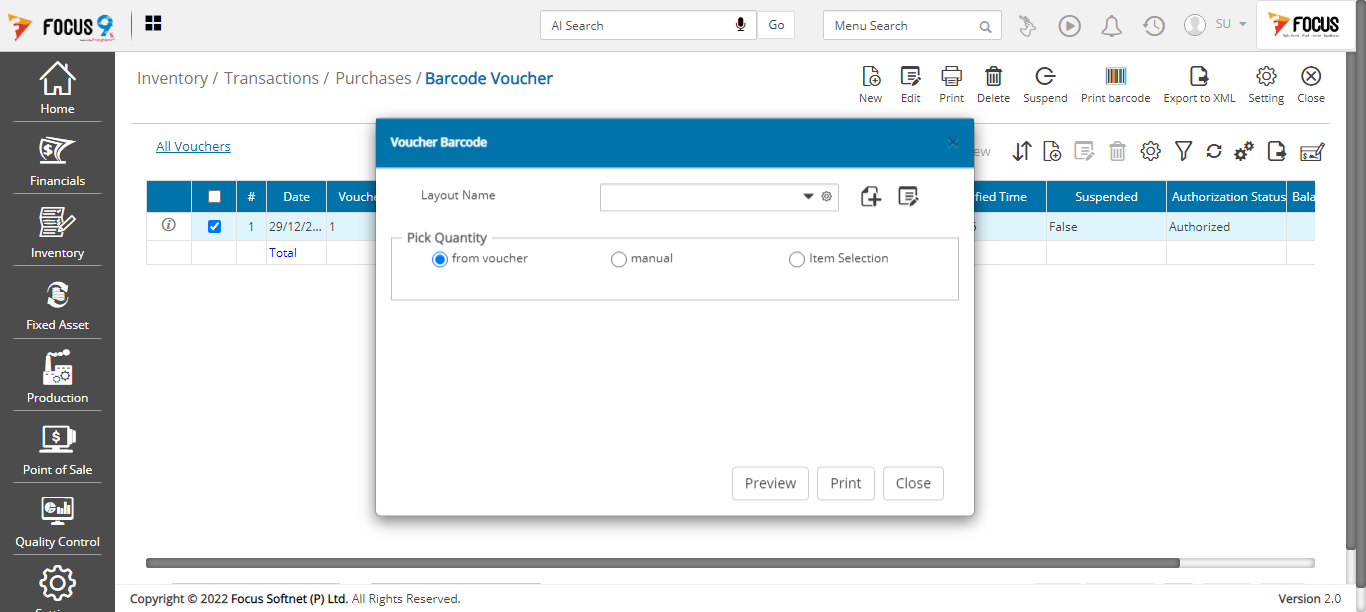 FOCUS 9
AI Search
Go
Menu Search
SU
FOCUS
Home
Financials
Inventory
Fixed Asset
Production
Point of Sale
Quality Control
Inventory / Transactions / Purchases / Barcode Voucher
New
Edit
Print
Delete
Suspend
Print barcode
Export to XML
Setting
Close
All Vouchers
# Date Vouche fied Time Suspended Authorization Status Bala
1 29/12/2... 1 False Authorized
Total
Voucher Barcode
Layout Name
Pick Quantity
from voucher
manual
Item Selection
Preview
Print
Close
Copyright © 2022 Focus Softnet (P) Ltd. All Rights Reserved.
Version 2.0